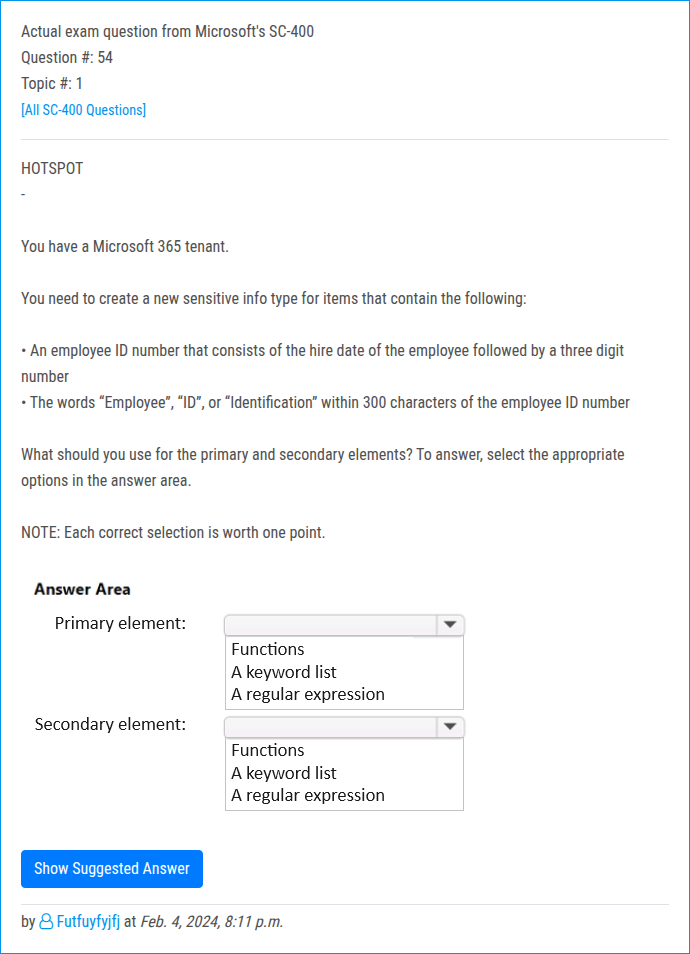 Actual exam question from Microsoft's SC-400
Question #: 54
Topic #: 1
[All SC-400 Questions]
HOTSPOT
-
You have a Microsoft 365 tenant.
You need to create a new sensitive info type for items that contain the following:
• An employee ID number that consists of the hire date of the employee followed by a three digit
number
• The words “Employee”, “ID”, or “Identification” within 300 characters of the employee ID number
What should you use for the primary and secondary elements? To answer, select the appropriate
options in the answer area.
NOTE: Each correct selection is worth one point.
Answer Area
Primary element:
Functions
A keyword list
A regular expression
Secondary element:
Functions
A keyword list
A regular expression
Show Suggested Answer
by Futfuyfyjfj at Feb. 4, 2024, 8:11 p.m.